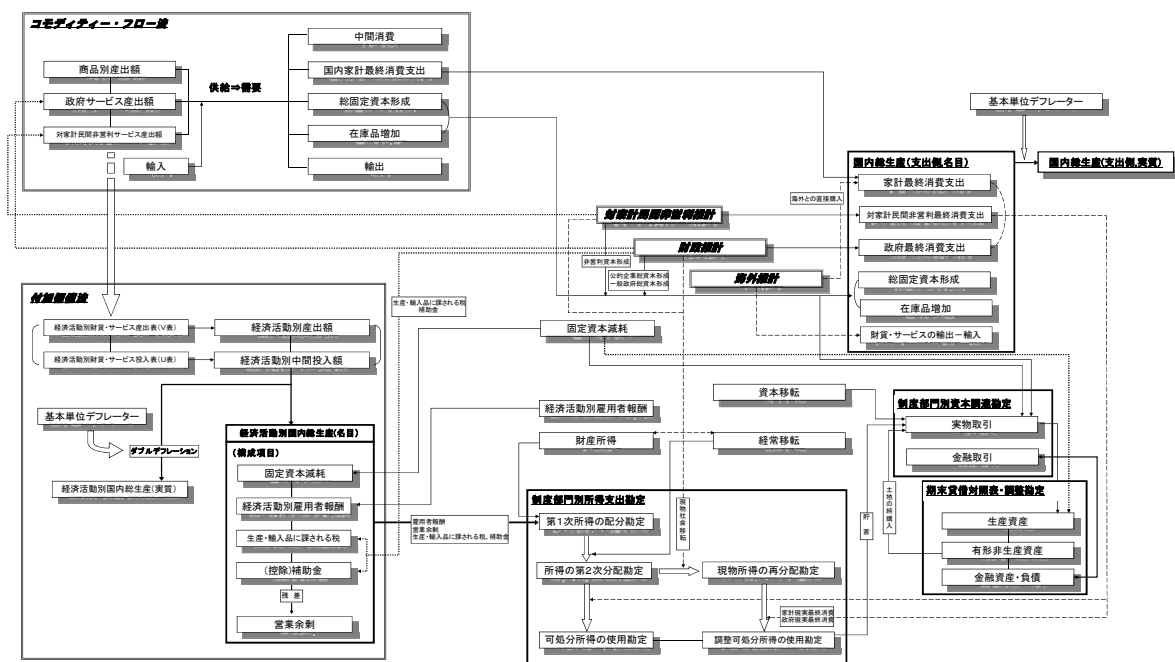 コモディティー・フロー法
中間消費
商品別産出額
国内家計最終消費支出
供給⇒需要
政府サービス産出額
総固定資本形成
対家計民間非営利サービス産出額
在庫品増加
輸入
輸出
基本単位デフレーター
国内総生産(支出側,名目)
国内総生産(支出側,実質)
家計最終消費支出
海外との直接購入
対家計民間非営利団体推計
対家計民間非営利最終消費支出
財政推計
政府最終消費支出
非営利資本形成
公的企業総資本形成
一般政府総資本形成
海外推計
総固定資本形成
在庫品増加
財貨・サービスの輸出－輸入
付加価値法
生産・輸入品に課される税
補助金
経済活動別財貨・サービス産出表(V表)
経済活動別産出額
固定資本減耗
経済活動別財貨・サービス投入表(U表)
経済活動別中間投入額
資本移転
制度部門別資本調達勘定
基本単位デフレーター
経済活動別雇用者報酬
実物取引
経済活動別国内総生産(名目)
財産所得
経常移転
ダブルデフレーション
(構成項目)
金融取引
固定資本減耗
経済活動別国内総生産(実質)
制度部門別所得支出勘定
現物社会移転
貯蓄
土地の純購入
期末貸借対照表・調整勘定
経済活動別雇用者報酬
雇用者報酬
営業余剰
生産・輸入品に課される税、補助金
第1次所得の配分勘定
生産資産
生産・輸入品に課される税
有形非生産資産
(控除)補助金
所得の第2次分配勘定
現物所得の再分配勘定
金融資産・負債
残差
家計現実最終消費
政府現実最終消費
営業余剰
可処分所得の使用勘定
調整可処分所得の使用勘定